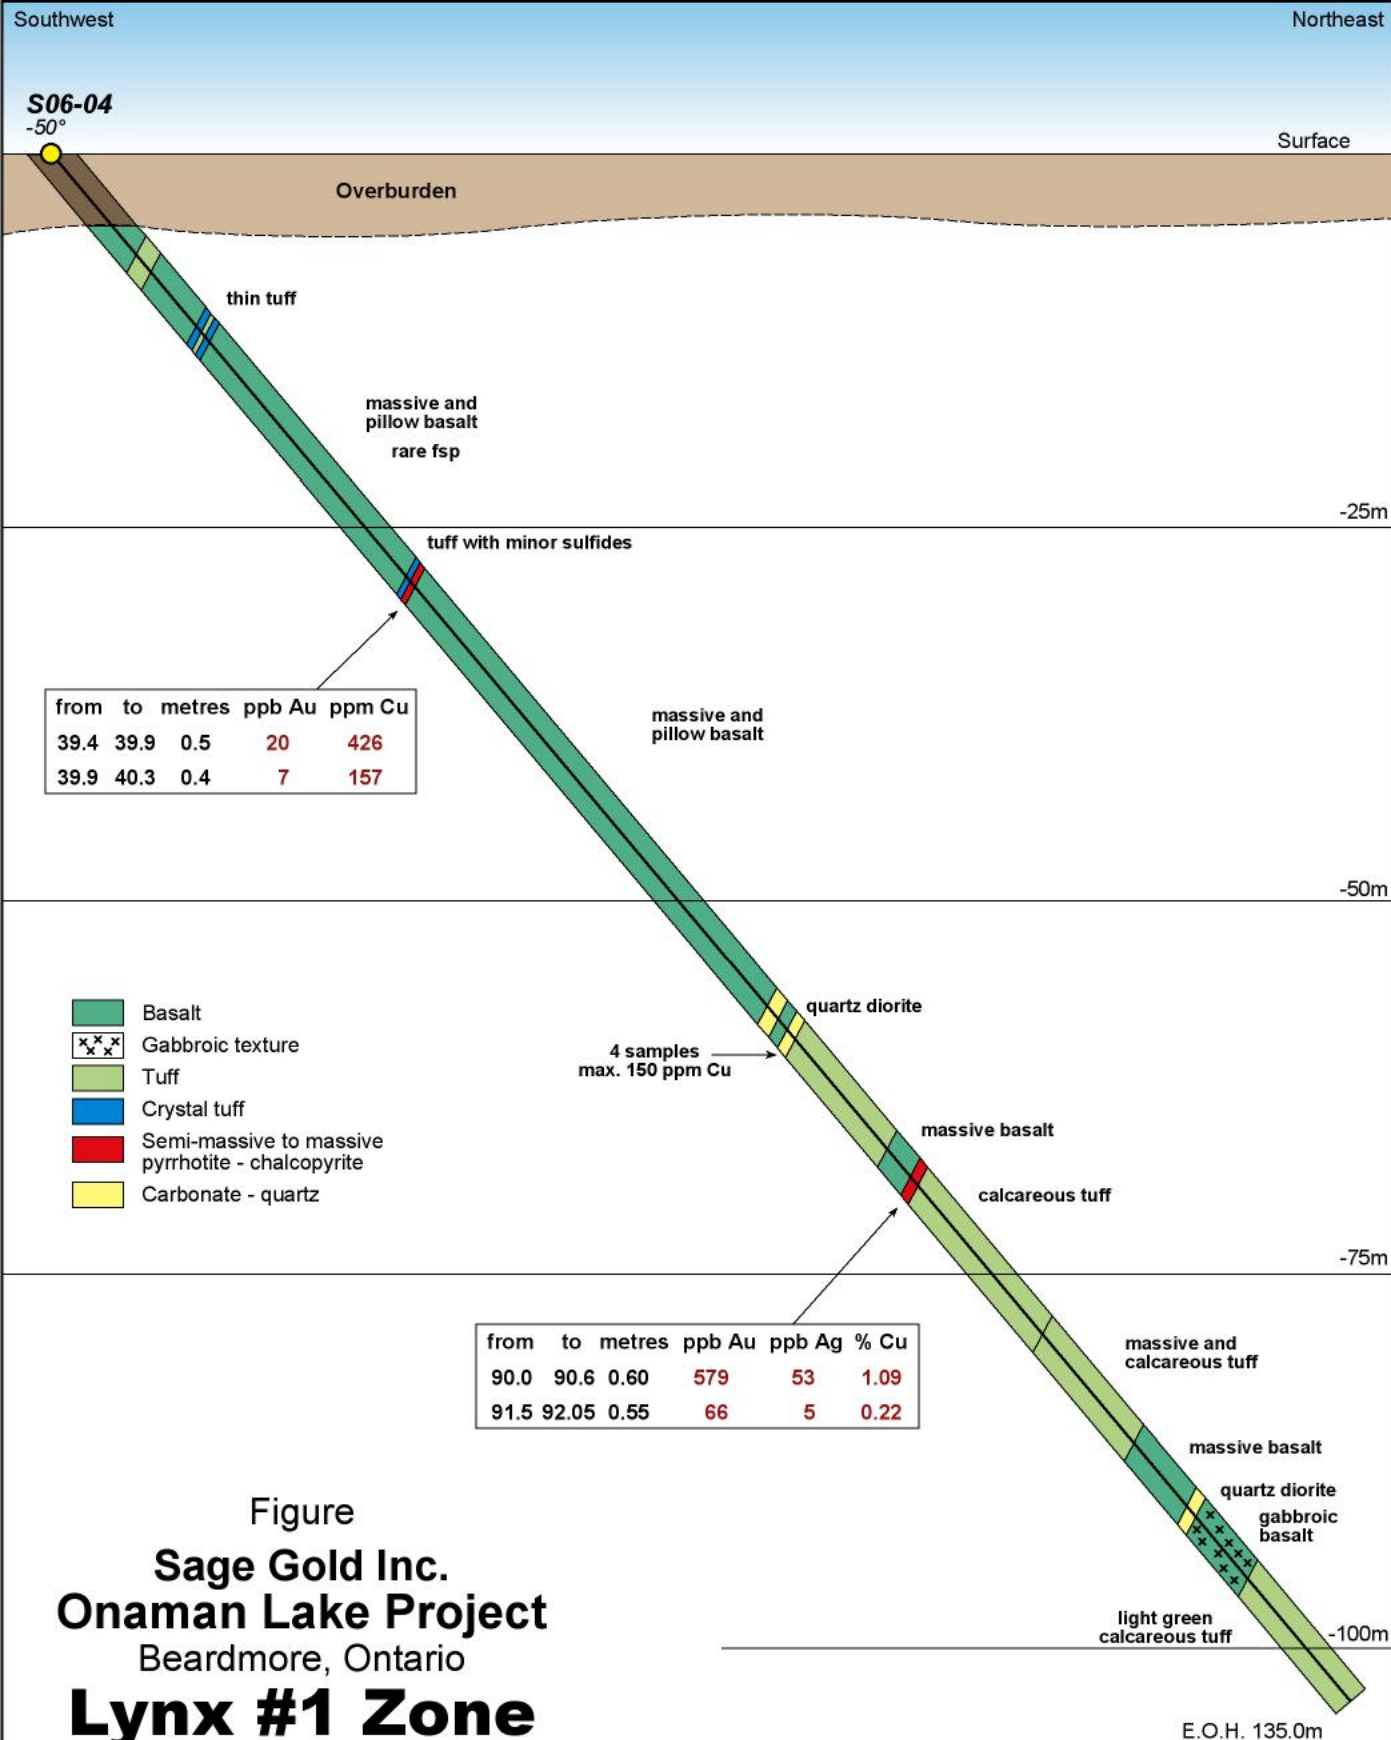 Southwest
Northeast
S06-04
-50°
Surface
Overburden
thin tuff
massive and
pillow basalt
rare fsp
-25m
tuff with minor sulfides
from to metres ppb Au ppm Cu
39.4 39.9 0.5 20 426
39.9 40.3 0.4 7 157
massive and
pillow basalt
-50m
quartz diorite
4 samples
max. 150 ppm Cu
Basalt
Gabbroic texture
Tuff
Crystal tuff
Semi-massive to massive
pyrrhotite - chalcopyrite
Carbonate - quartz
massive basalt
calcareous tuff
-75m
from to metres ppb Au ppb Ag % Cu
90.0 90.6 0.60 579 53 1.09
91.5 92.05 0.55 66 5 0.22
massive and
calcareous tuff
massive basalt
quartz diorite
gabbroic
basalt
light green
calcareous tuff
-100m
E.O.H. 135.0m
Figure
Sage Gold Inc.
Onaman Lake Project
Beardmore, Ontario
Lynx #1 Zone